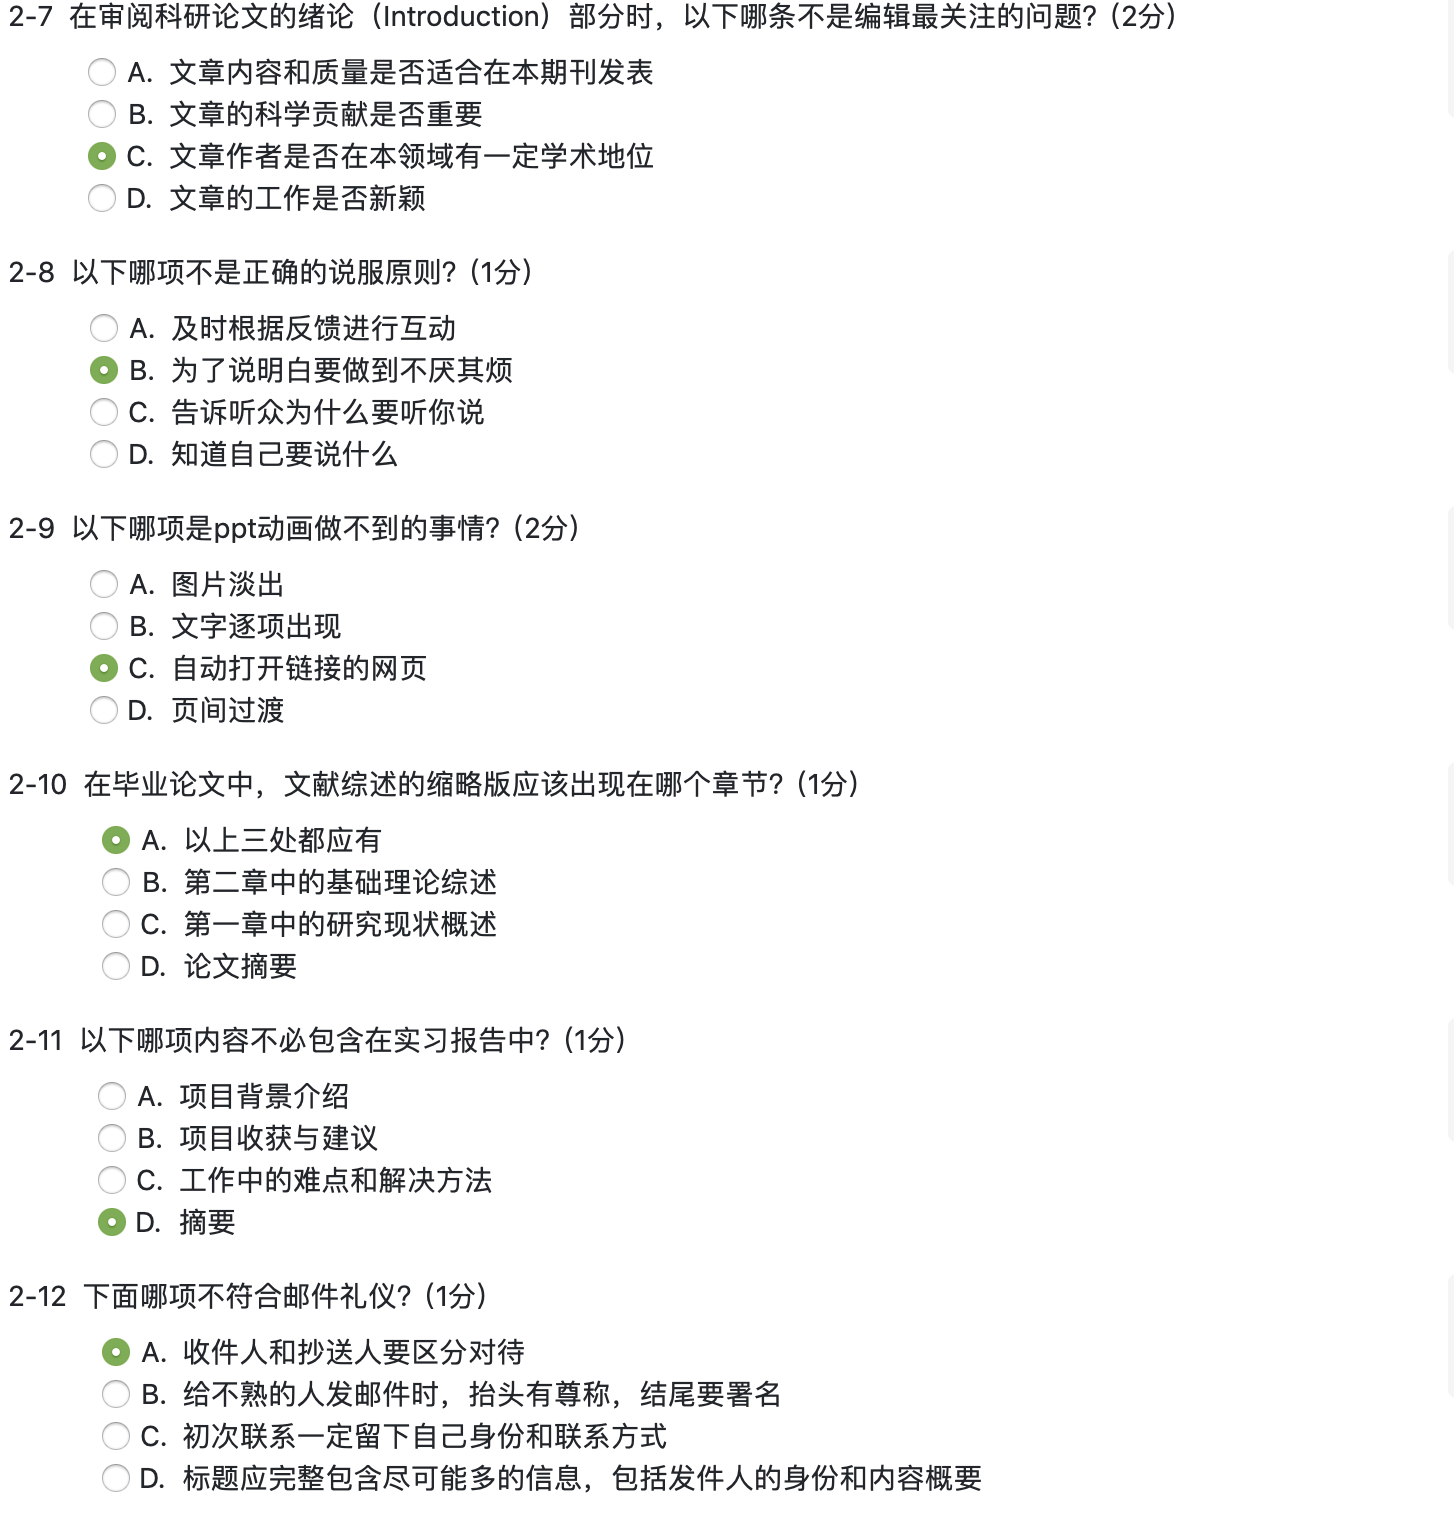 2-7 在审阅科研论文的绪论（Introduction）部分时，以下哪条不是编辑最关注的问题?（2分）
A. 文章内容和质量是否适合在本期刊发表
B. 文章的科学贡献是否重要
C. 文章作者是否在本领域有一定学术地位
D. 文章的工作是否新颖
2-8 以下哪项不是正确的说服原则?（1分）
A. 及时根据反馈进行互动
B. 为了说明白要做到不厌其烦
C. 告诉听众为什么要听你说
D. 知道自己要说什么
2-9 以下哪项是ppt动画做不到的事情?（2分）
A. 图片淡出
B. 文字逐项出现
C. 自动打开链接的网页
D. 页间过渡
2-10 在毕业论文中，文献综述的缩略版应该出现在哪个章节?（1分）
A. 以上三处都应有
B. 第二章中的基础理论综述
C. 第一章中的研究现状概述
D. 论文摘要
2-11 以下哪项内容不必包含在实习报告中?（1分）
A. 项目背景介绍
B. 项目收获与建议
C. 工作中的难点和解决方法
D. 摘要
2-12 下面哪项不符合邮件礼仪?（1分）
A. 收件人和抄送人要区分对待
B. 给不熟的人发邮件时，抬头有尊称，结尾要署名
C. 初次联系一定留下自己身份和联系方式
D. 标题应完整包含尽可能多的信息，包括发件人的身份和内容概要